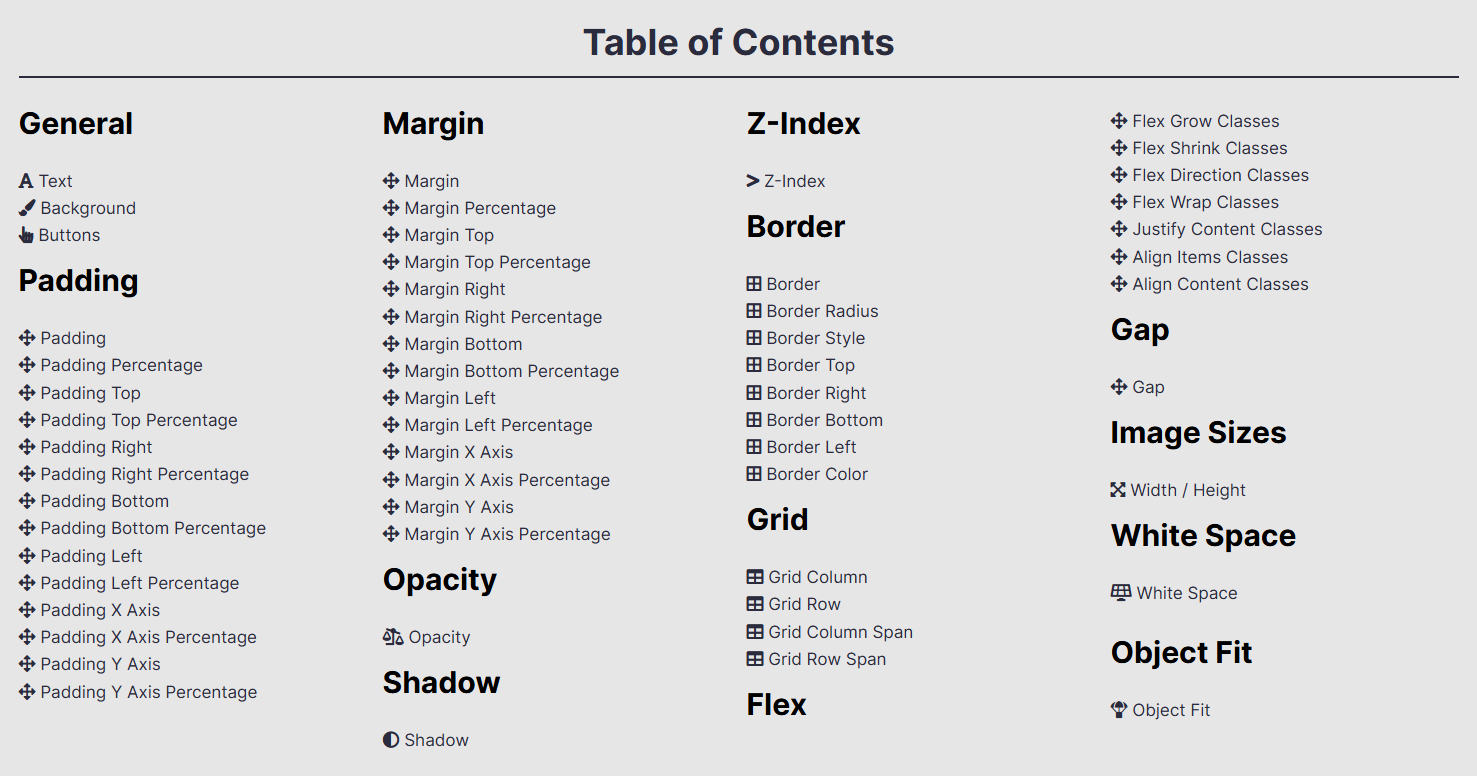 Table of Contents
General
Text
Background
Buttons
Padding
Padding
Padding Percentage
Padding Top
Padding Top Percentage
Padding Right
Padding Right Percentage
Padding Bottom
Padding Bottom Percentage
Padding Left
Padding Left Percentage
Padding X Axis
Padding X Axis Percentage
Padding Y Axis
Padding Y Axis Percentage
Margin
Margin
Margin Percentage
Margin Top
Margin Top Percentage
Margin Right
Margin Right Percentage
Margin Bottom
Margin Bottom Percentage
Margin Left
Margin Left Percentage
Margin X Axis
Margin X Axis Percentage
Margin Y Axis
Margin Y Axis Percentage
Opacity
Opacity
Shadow
Shadow
Z-Index
Z-Index
Border
Border
Border Radius
Border Style
Border Top
Border Right
Border Bottom
Border Left
Border Color
Grid
Grid Column
Grid Row
Grid Column Span
Grid Row Span
Flex
Flex Grow Classes
Flex Shrink Classes
Flex Direction Classes
Flex Wrap Classes
Justify Content Classes
Align Items Classes
Align Content Classes
Gap
Gap
Image Sizes
Width / Height
White Space
White Space
Object Fit
Object Fit